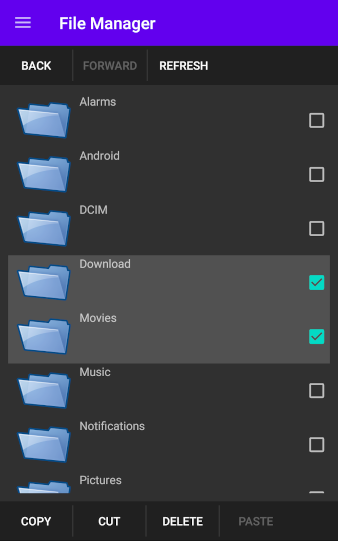 File Manager
BACK FORWARD REFRESH
Alarms
Android
DCIM
Download
Movies
Music
Notifications
Pictures
COPY CUT DELETE PASTE